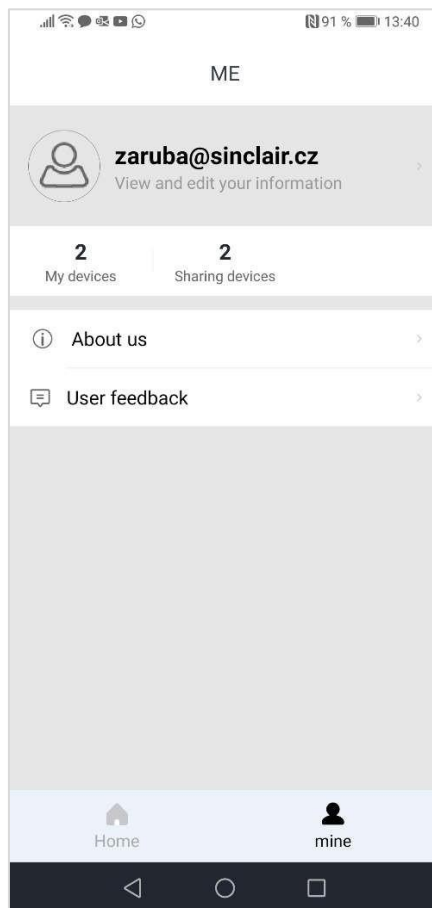 91 % 13:40
ME
zaruba@sinclair.cz
View and edit your information
2 2
My devices Sharing devices
About us
User feedback
Home mine